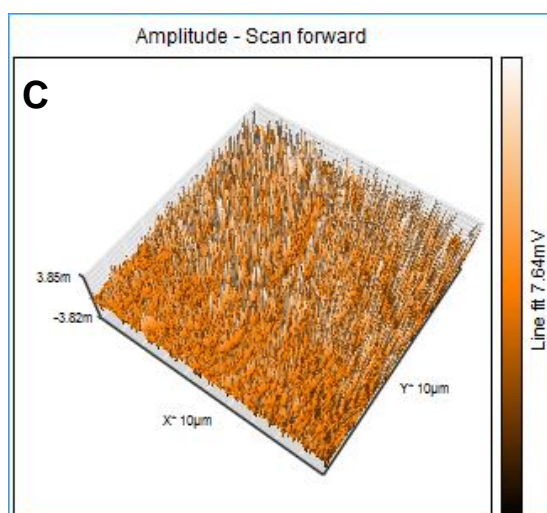 Amplitude - Scan forward
C
3.85m
-3.82m
X* 10µm
Y* 10µm
Line fit 7.64mV